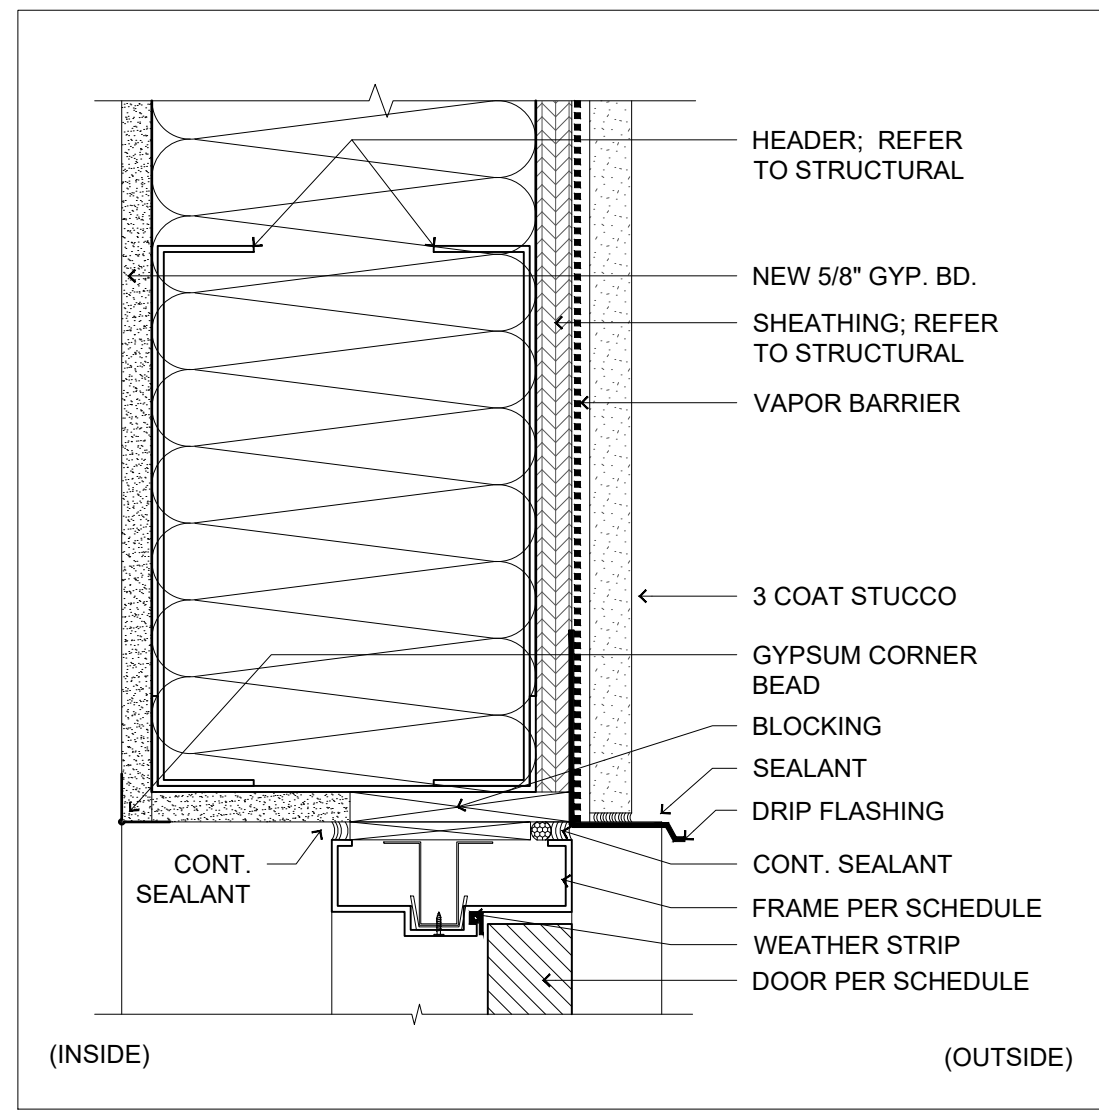 HEADER; REFER
TO STRUCTURAL
NEW 5/8" GYP. BD.
SHEATHING; REFER
TO STRUCTURAL
VAPOR BARRIER
3 COAT STUCCO
GYPSUM CORNER
BEAD
BLOCKING
SEALANT
DRIP FLASHING
CONT.
SEALANT
CONT. SEALANT
FRAME PER SCHEDULE
WEATHER STRIP
DOOR PER SCHEDULE
(INSIDE)
(OUTSIDE)